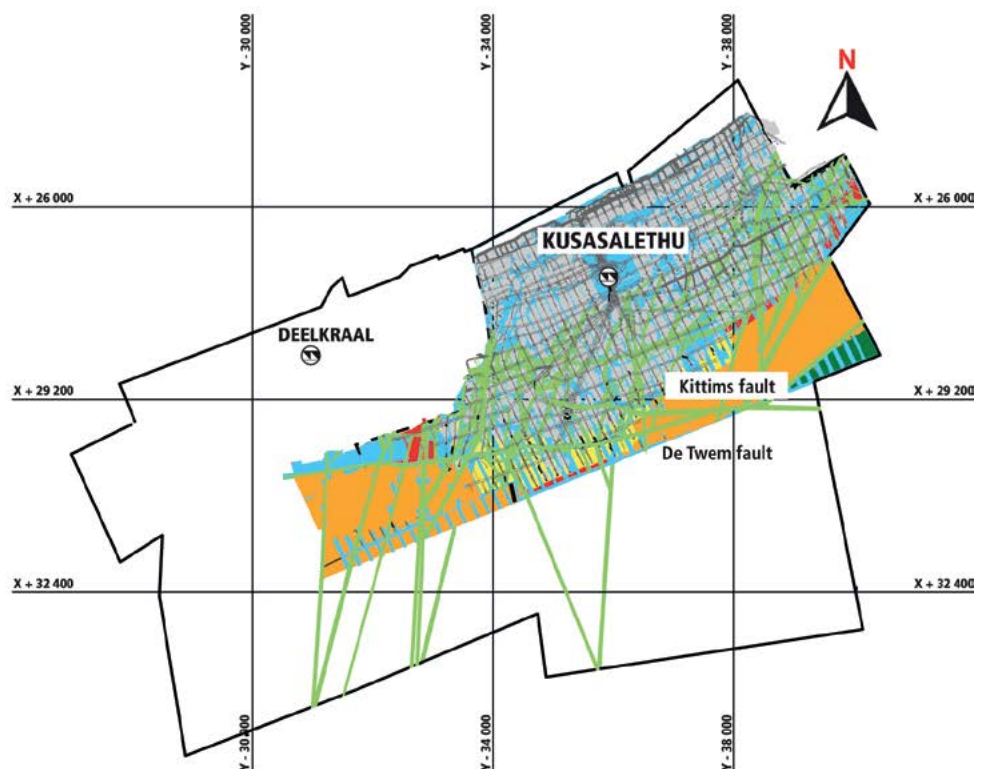 Y - 30 000
Y - 34 000
Y - 38 000
N
X + 26 000
X + 26 000
KUSASALETHU
DEELKRAAL
Kittims fault
X + 29 200
X + 29 200
De Twem fault
X + 32 400
X + 32 400
Y - 30 000
Y - 34 000
Y - 38 000